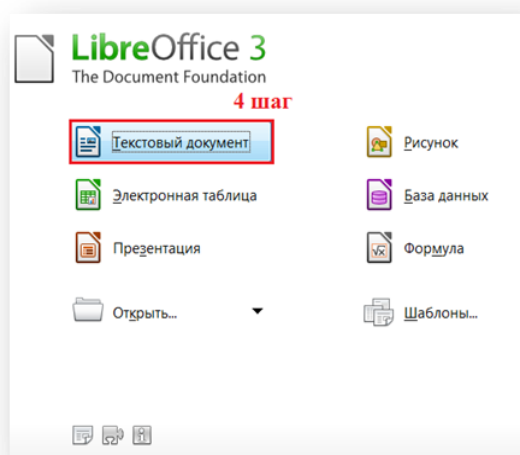 LibreOffice 3
The Document Foundation
4 шаг
Текстовый документ
Рисунок
Электронная таблица
База данных
Презентация
Формула
Открыть...
Шаблоны...